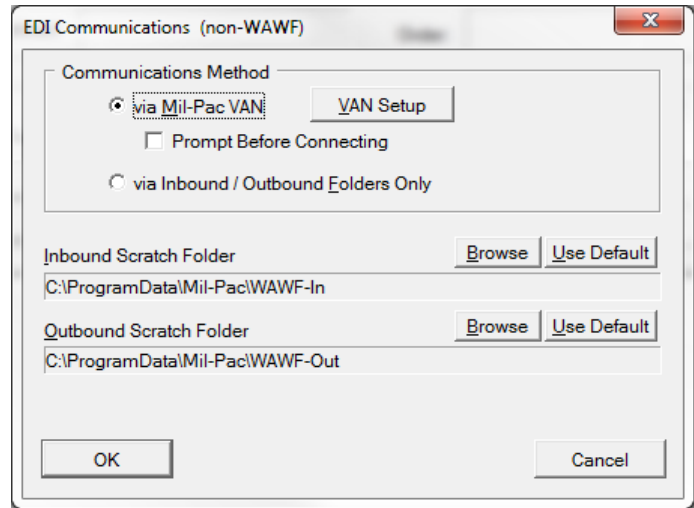 EDI Communications (non-WAWF)
Communications Method
via Mil-Pac VAN VAN Setup
Prompt Before Connecting
via Inbound / Outbound Folders Only
Inbound Scratch Folder Browse Use Default
C:\ProgramData\Mil-Pac\WAWF-In
Outbound Scratch Folder Browse Use Default
C:\ProgramData\Mil-Pac\WAWF-Out
OK Cancel